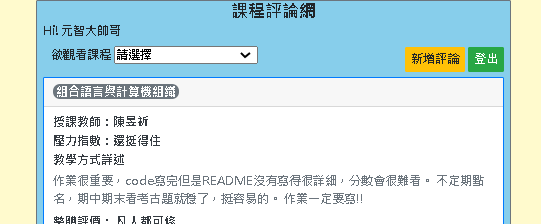 課程評論網
Hi! 元智大帥哥
欲觀看課程 請選擇
新增評論 登出
組合語言與計算機組織
授課教師：陳昱圻
壓力指數：還挺得住
教學方式詳述
作業很重要，code寫完但是README沒有寫得很詳細，分數會很難看。 不定期點
名，期中期末看考古題就穩了，挺容易的。 作業一定要寫!!
整體評價：凡人都可修